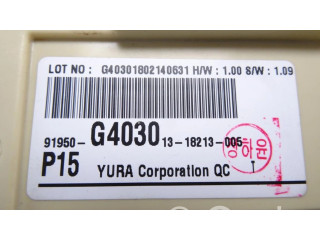 LOT NO : G40301802140631 H/W : 1.00 S/W : 1.09
91950-G4030 13-18213-005
P15 YURA Corporation QC